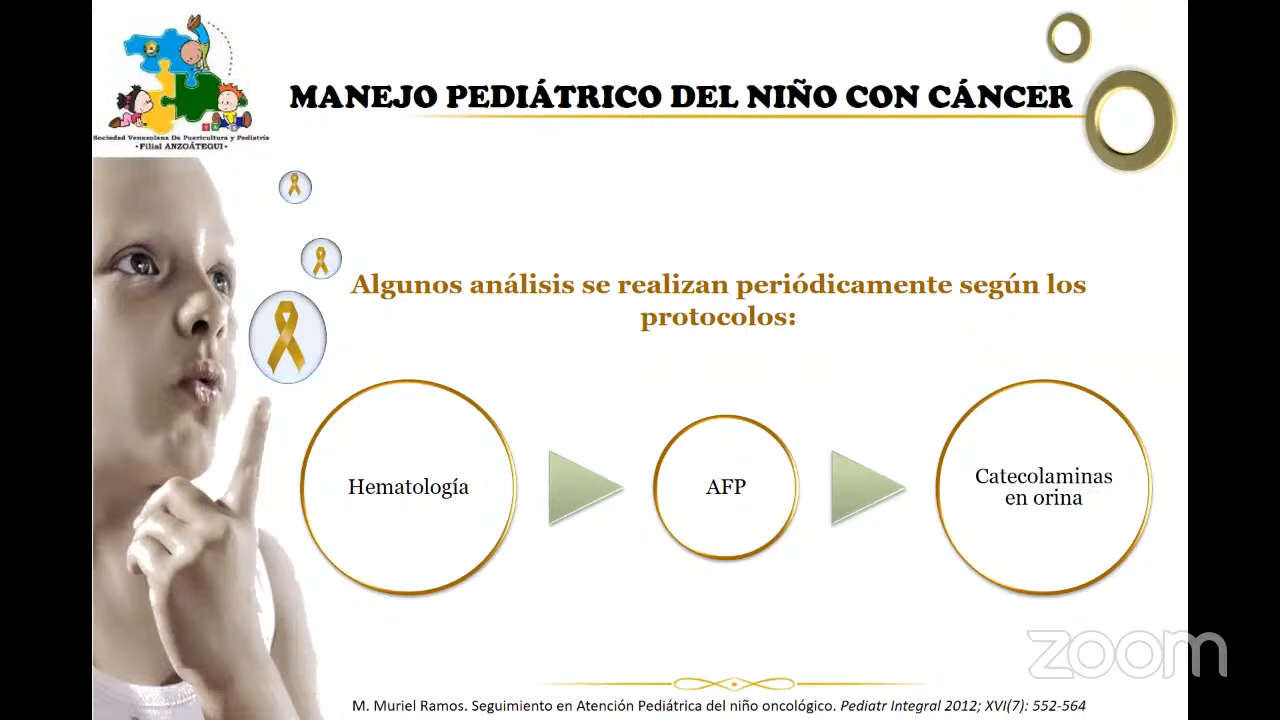 Sociedad Venezolana De Puericultura y Pediatría
·Filial ANZOÁTEGUI·
MANEJO PEDIÁTRICO DEL NIÑO CON CÁNCER
Algunos análisis se realizan periódicamente según los
protocolos:
Hematología
AFP
Catecolaminas
en orina
zoom
M. Muriel Ramos. Seguimiento en Atención Pediátrica del niño oncológico. Pediatr Integral 2012; XVI(7): 552-564